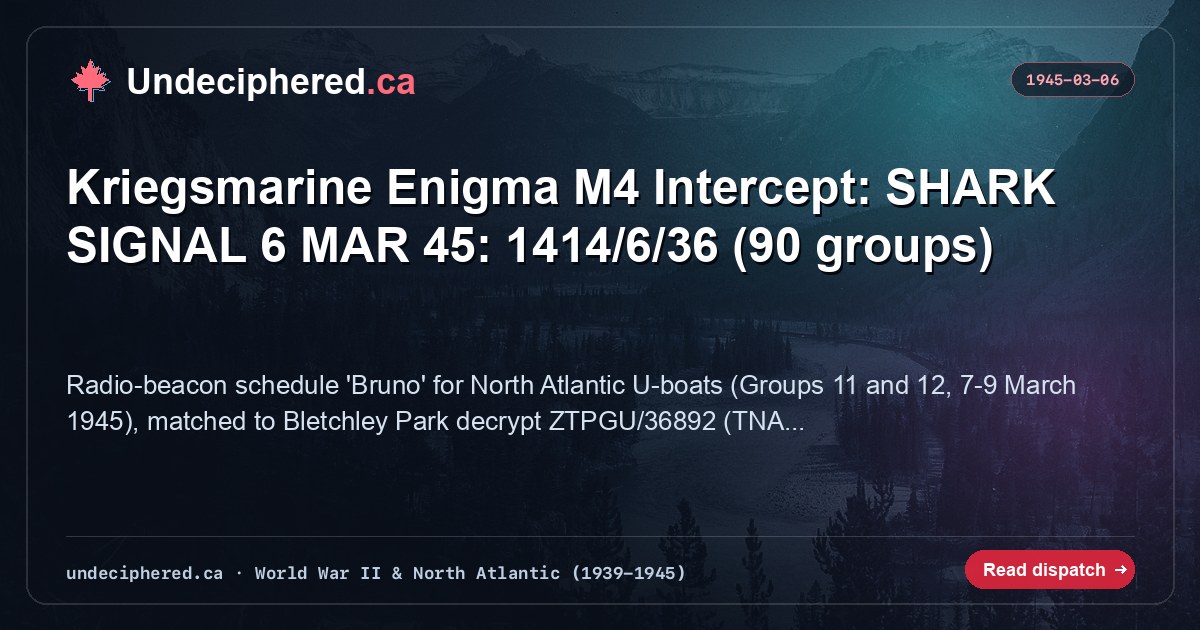 Undeciphered.ca
1945-03-06
Kriegsmarine Enigma M4 Intercept: SHARK
SIGNAL 6 MAR 45: 1414/6/36 (90 groups)
Radio-beacon schedule 'Bruno' for North Atlantic U-boats (Groups 11 and 12, 7-9 March
1945), matched to Bletchley Park decrypt ZTPGU/36892 (TNA...
undeciphered.ca · World War II & North Atlantic (1939–1945)
Read dispatch →